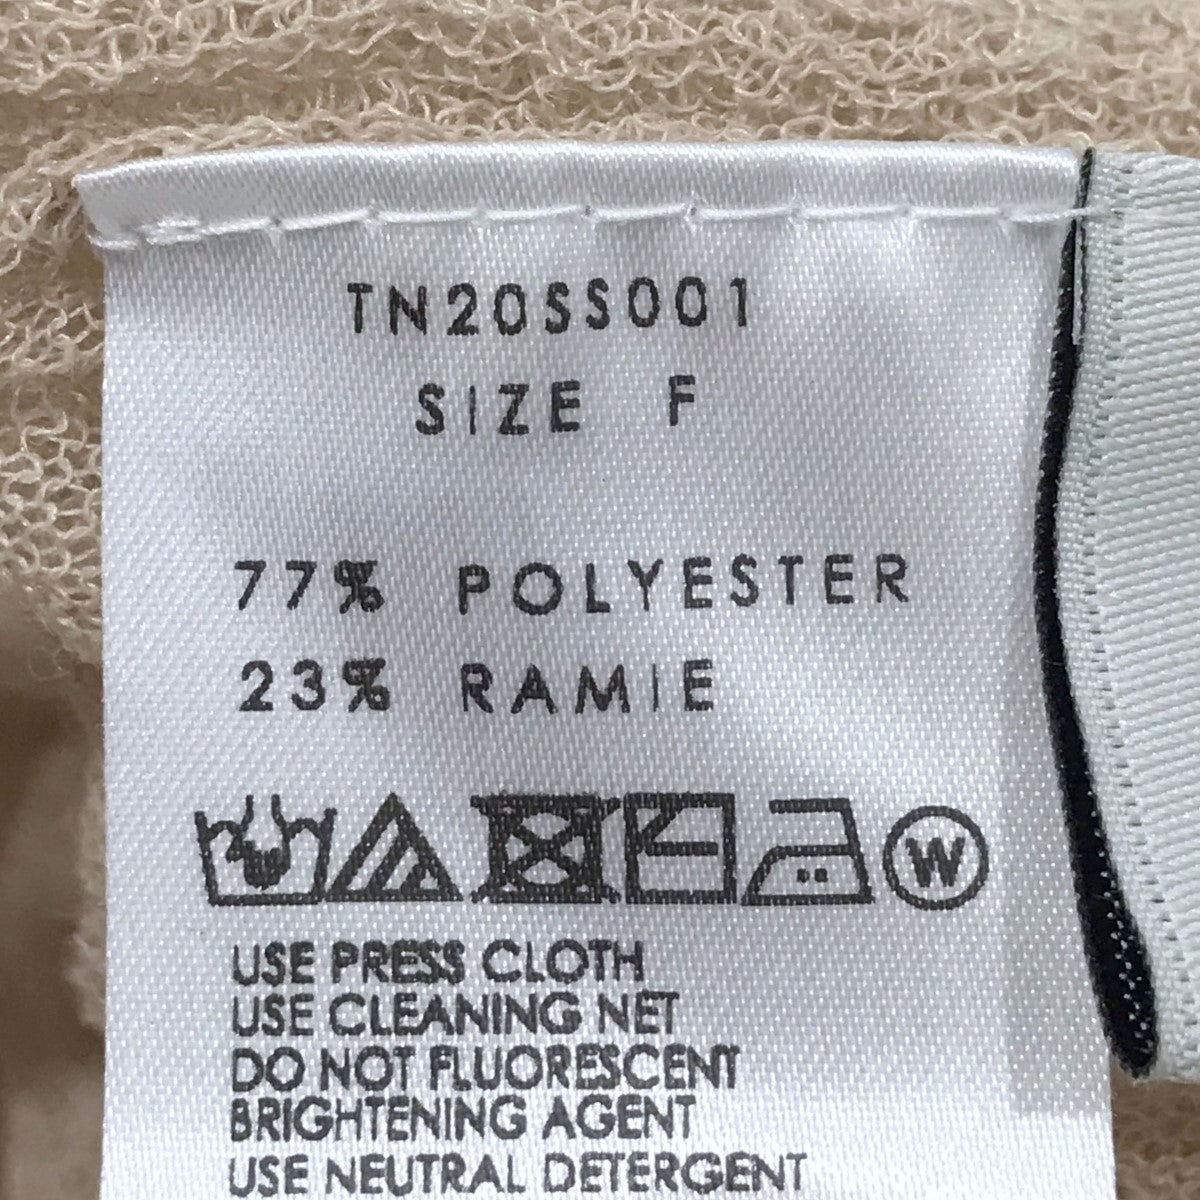 TN20SS001
SIZE F
77% POLYESTER
23% RAMIE
W
USE PRESS CLOTH
USE CLEANING NET
DO NOT FLUORESCENT
BRIGHTENING AGENT
USE NEUTRAL DETERGENT